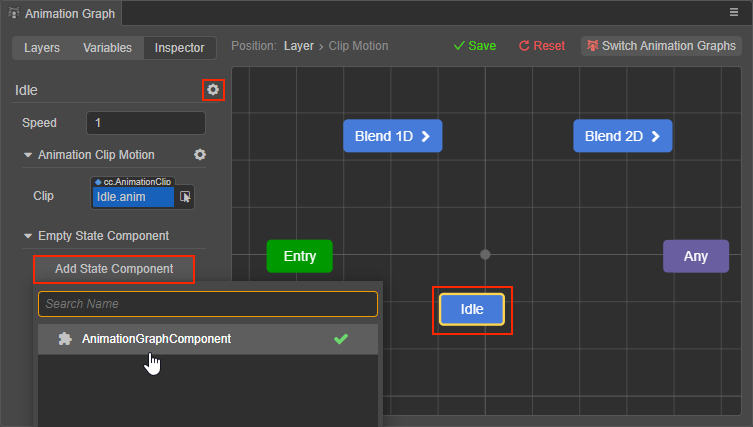 Animation Graph
Layers Variables Inspector
Position: Layer > Clip Motion
Save
Reset
Switch Animation Graphs
Idle
Speed 1
Animation Clip Motion
cc.AnimationClip
Clip Idle.anim
Empty State Component
Add State Component
Search Name
AnimationGraphComponent
Blend 1D
Blend 2D
Entry
Any
Idle